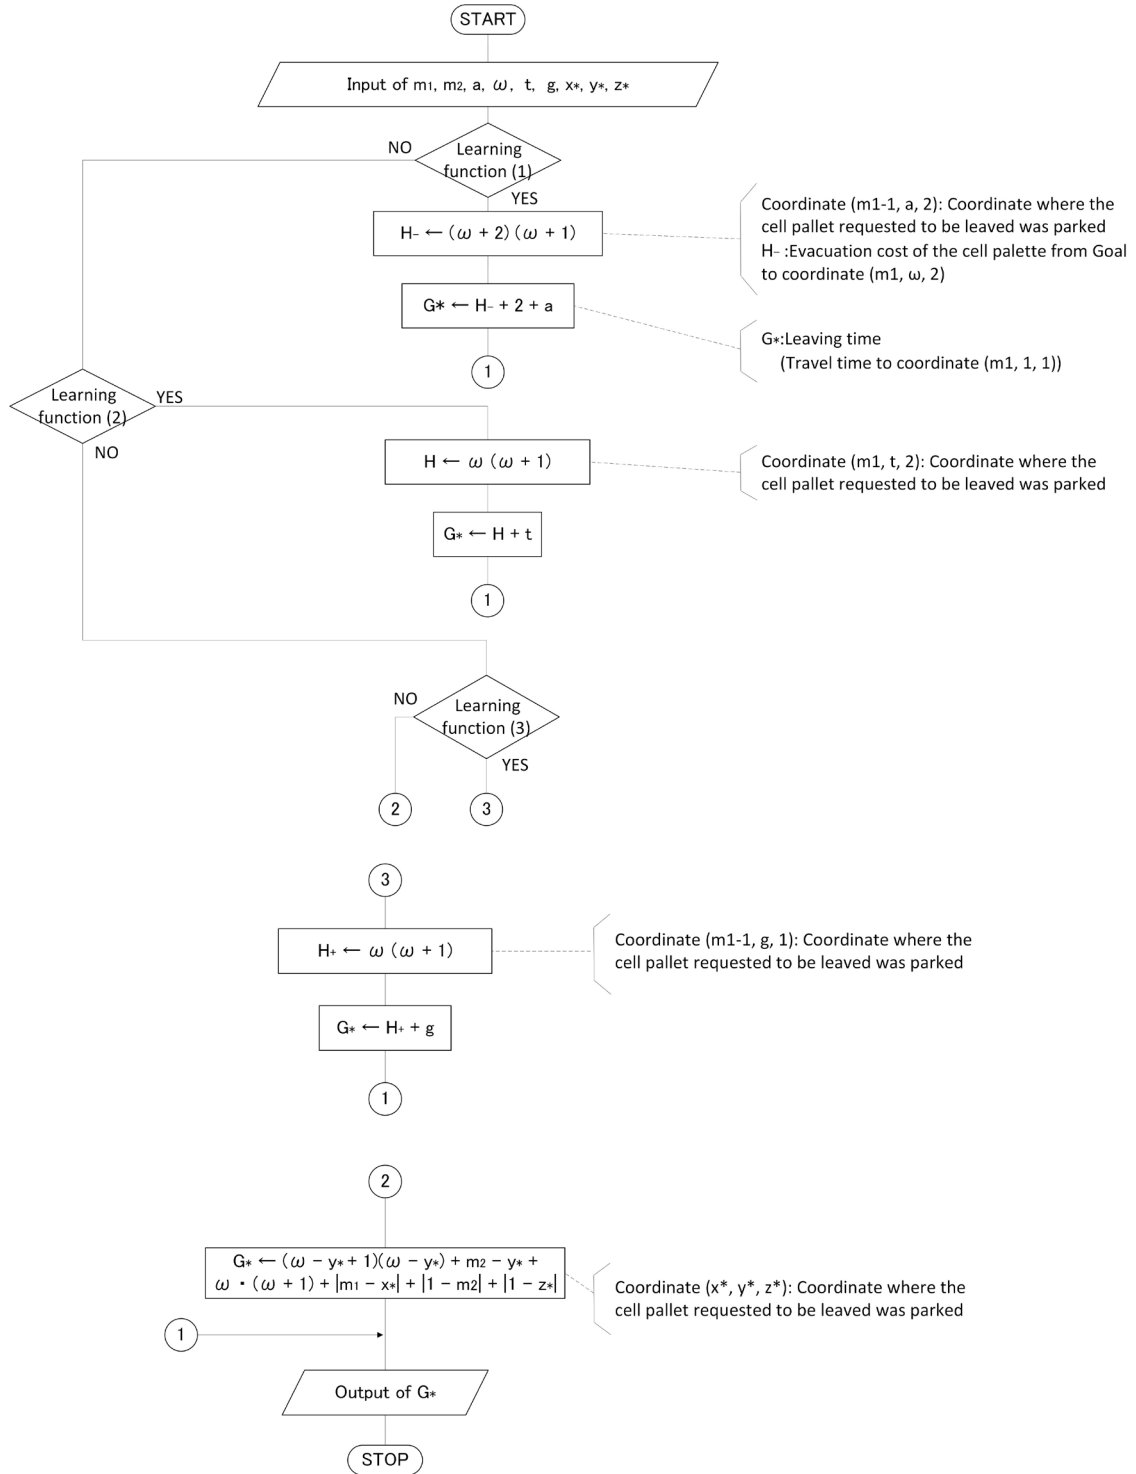 START
Input of m1, m2, a, ω, t, g, x*, y*, z*
NO
Learning
function (1)
YES
H− ← (ω + 2) (ω + 1)
Coordinate (m1-1, a, 2): Coordinate where the
cell pallet requested to be leaved was parked
H− :Evacuation cost of the cell palette from Goal
to coordinate (m1, ω, 2)
G* ← H− + 2 + a
G*:Leaving time
(Travel time to coordinate (m1, 1, 1))
1
Learning
function (2)
YES
NO
H ← ω (ω + 1)
Coordinate (m1, t, 2): Coordinate where the
cell pallet requested to be leaved was parked
G* ← H + t
1
NO
Learning
function (3)
YES
2
3
3
H+ ← ω (ω + 1)
Coordinate (m1-1, g, 1): Coordinate where the
cell pallet requested to be leaved was parked
G* ← H+ + g
1
2
G* ← (ω − y* + 1)(ω − y*) + m2 − y* +
ω・(ω + 1) + |m1 − x*| + |1 − m2| + |1 − z*|
Coordinate (x*, y*, z*): Coordinate where the
cell pallet requested to be leaved was parked
1
Output of G*
STOP